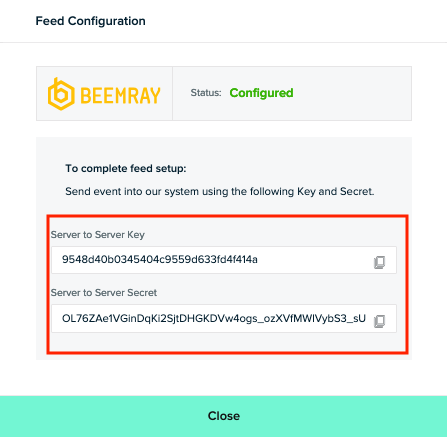 Feed Configuration
BEEMRAY
Status: Configured
To complete feed setup:
Send event into our system using the following Key and Secret.
Server to Server Key
9548d40b0345404c9559d633fd4f414a
Server to Server Secret
OL76ZAe1VGinDqKi2SjtDHGKDVw4ogs_ozXVfMWlVybS3_sU
Close